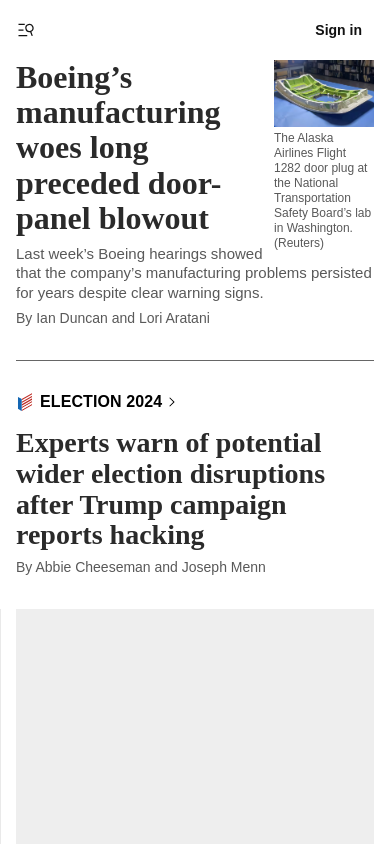 Sign in
Boeing’s
manufacturing
woes long
preceded door-
panel blowout
The Alaska
Airlines Flight
1282 door plug at
the National
Transportation
Safety Board’s lab
in Washington.
(Reuters)
Last week’s Boeing hearings showed
that the company’s manufacturing problems persisted
for years despite clear warning signs.
By Ian Duncan and Lori Aratani
ELECTION 2024
Experts warn of potential
wider election disruptions
after Trump campaign
reports hacking
By Abbie Cheeseman and Joseph Menn